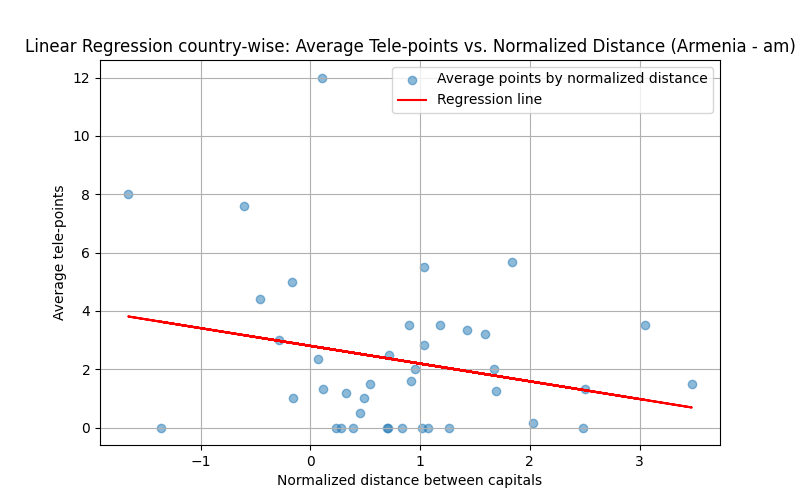 Linear Regression country-wise: Average Tele-points vs. Normalized Distance (Armenia - am)
Average points by normalized distance
Regression line
12
10
8
6
4
2
0
Average tele-points
−1
0
1
2
3
Normalized distance between capitals